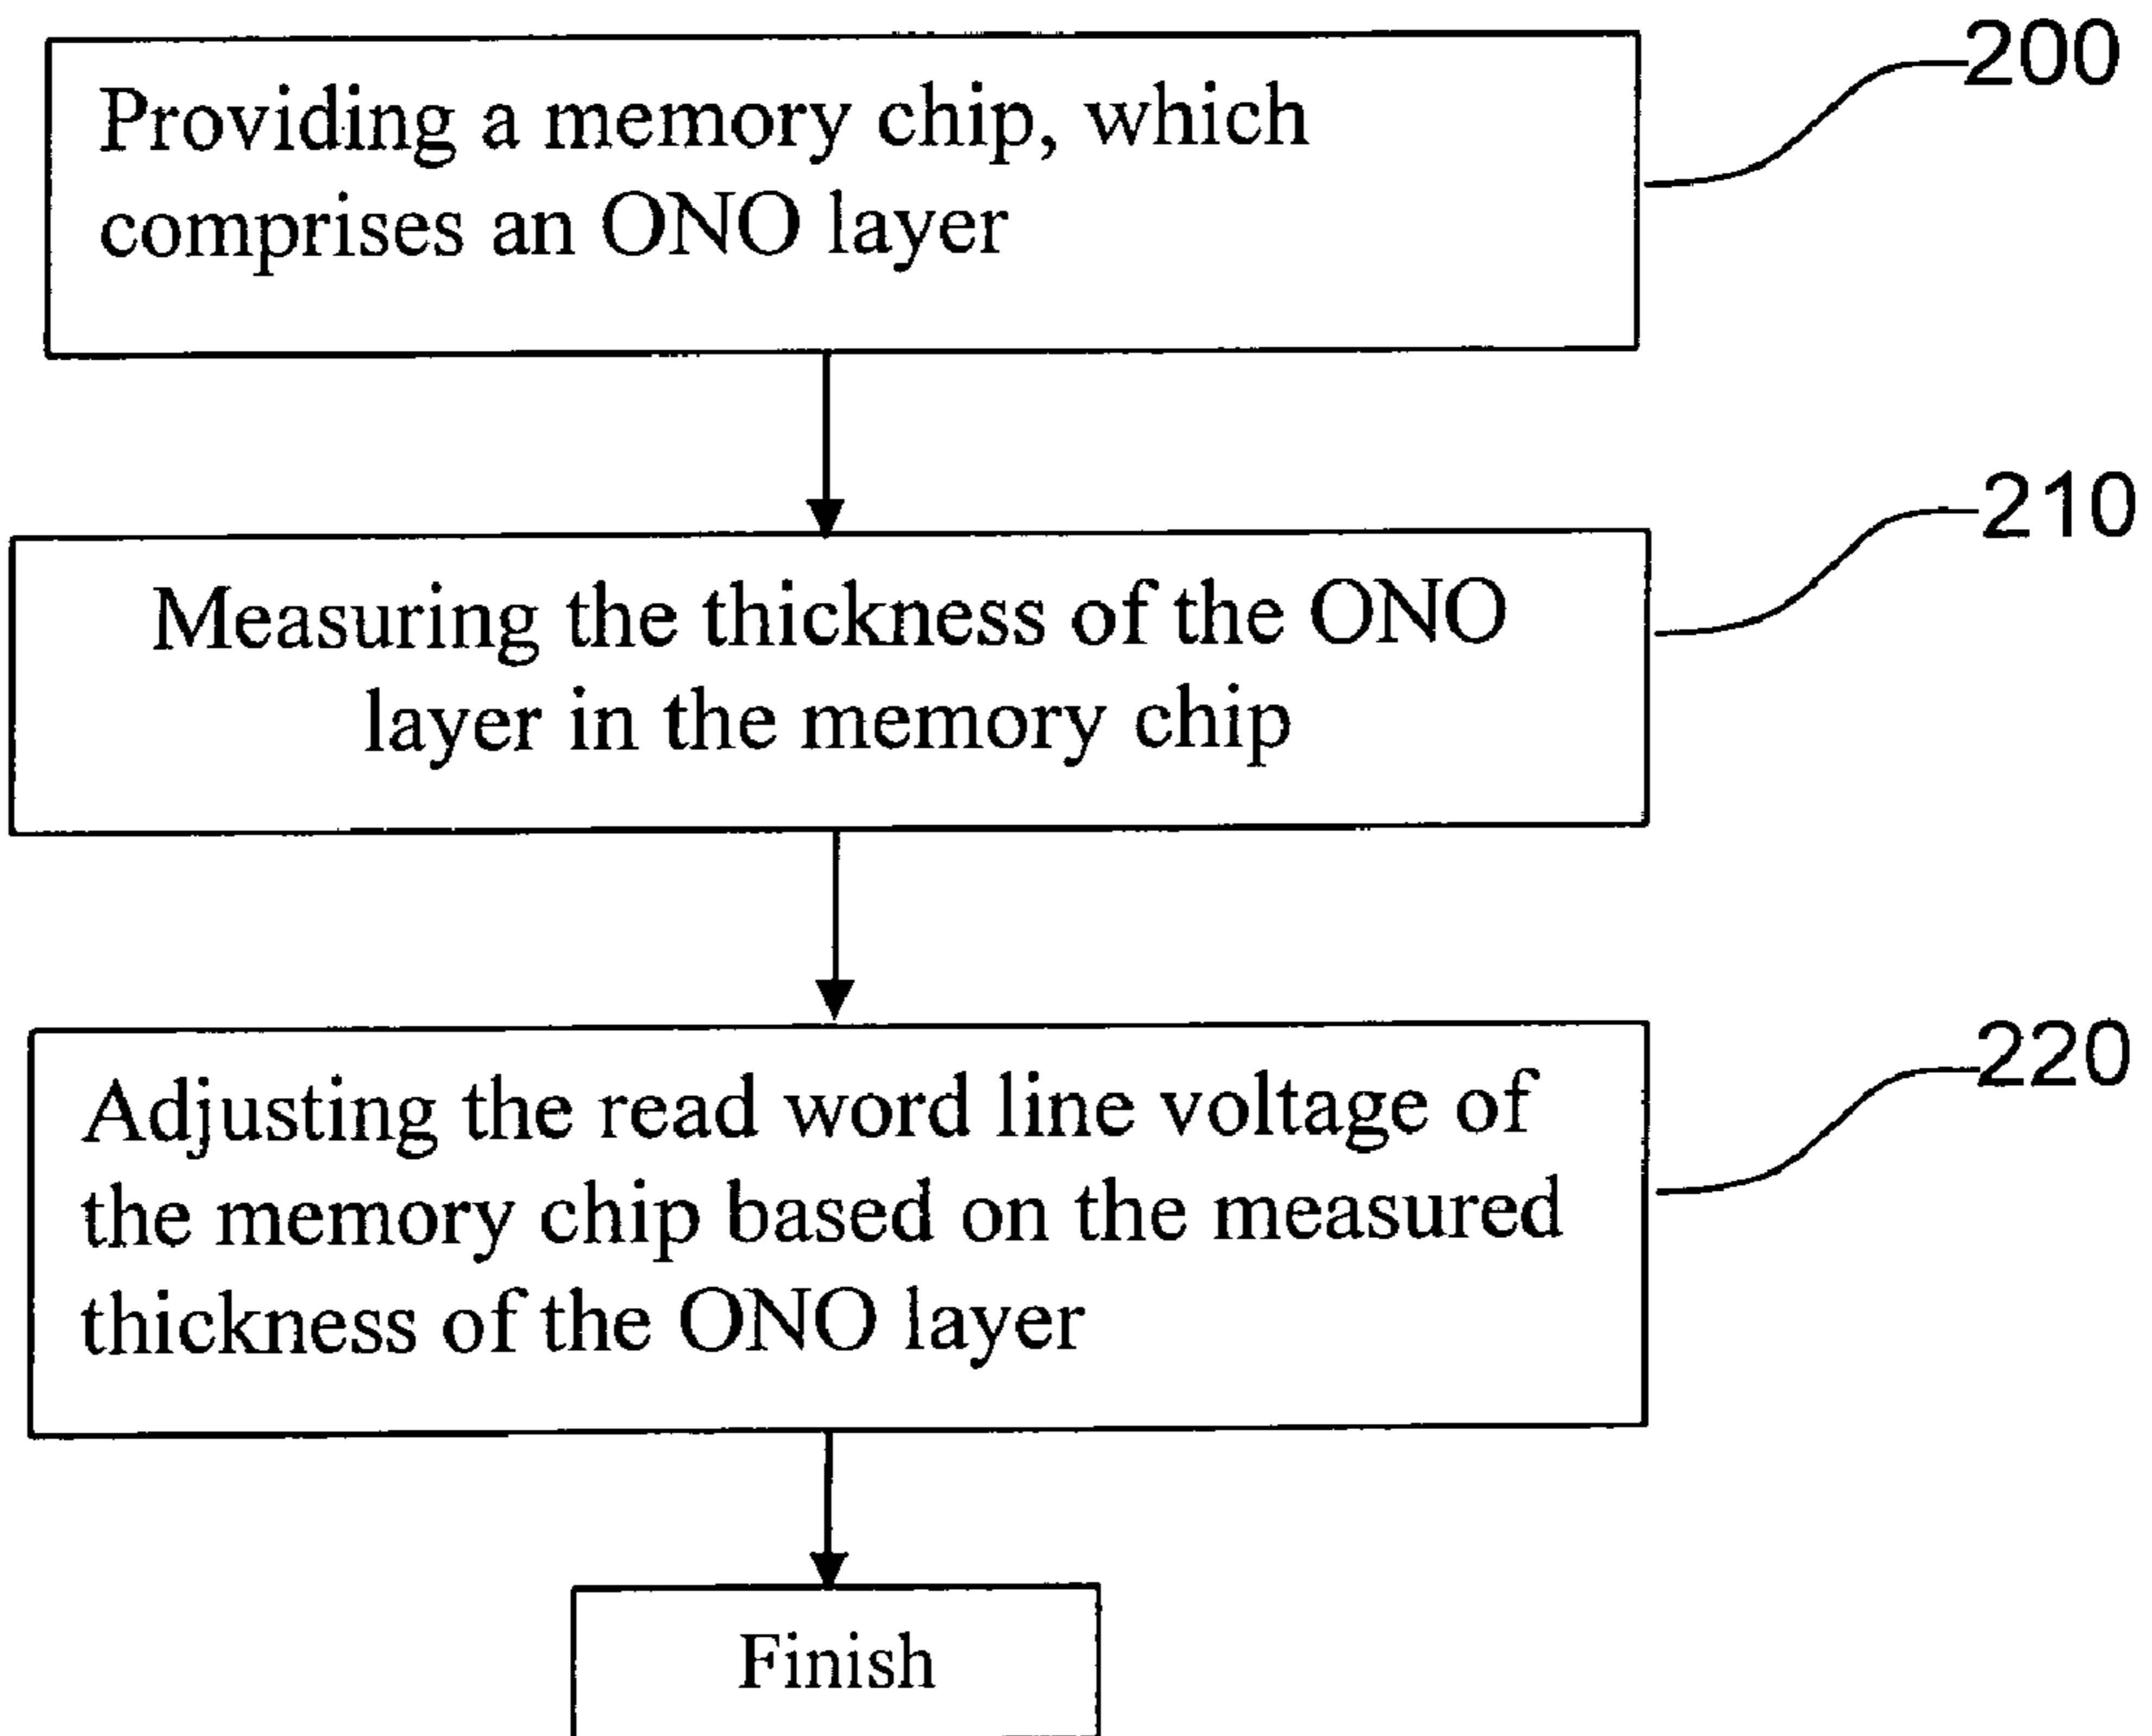 Providing a memory chip, which
comprises an ONO layer
200
Measuring the thickness of the ONO
layer in the memory chip
210
Adjusting the read word line voltage of
the memory chip based on the measured
thickness of the ONO layer
220
Finish